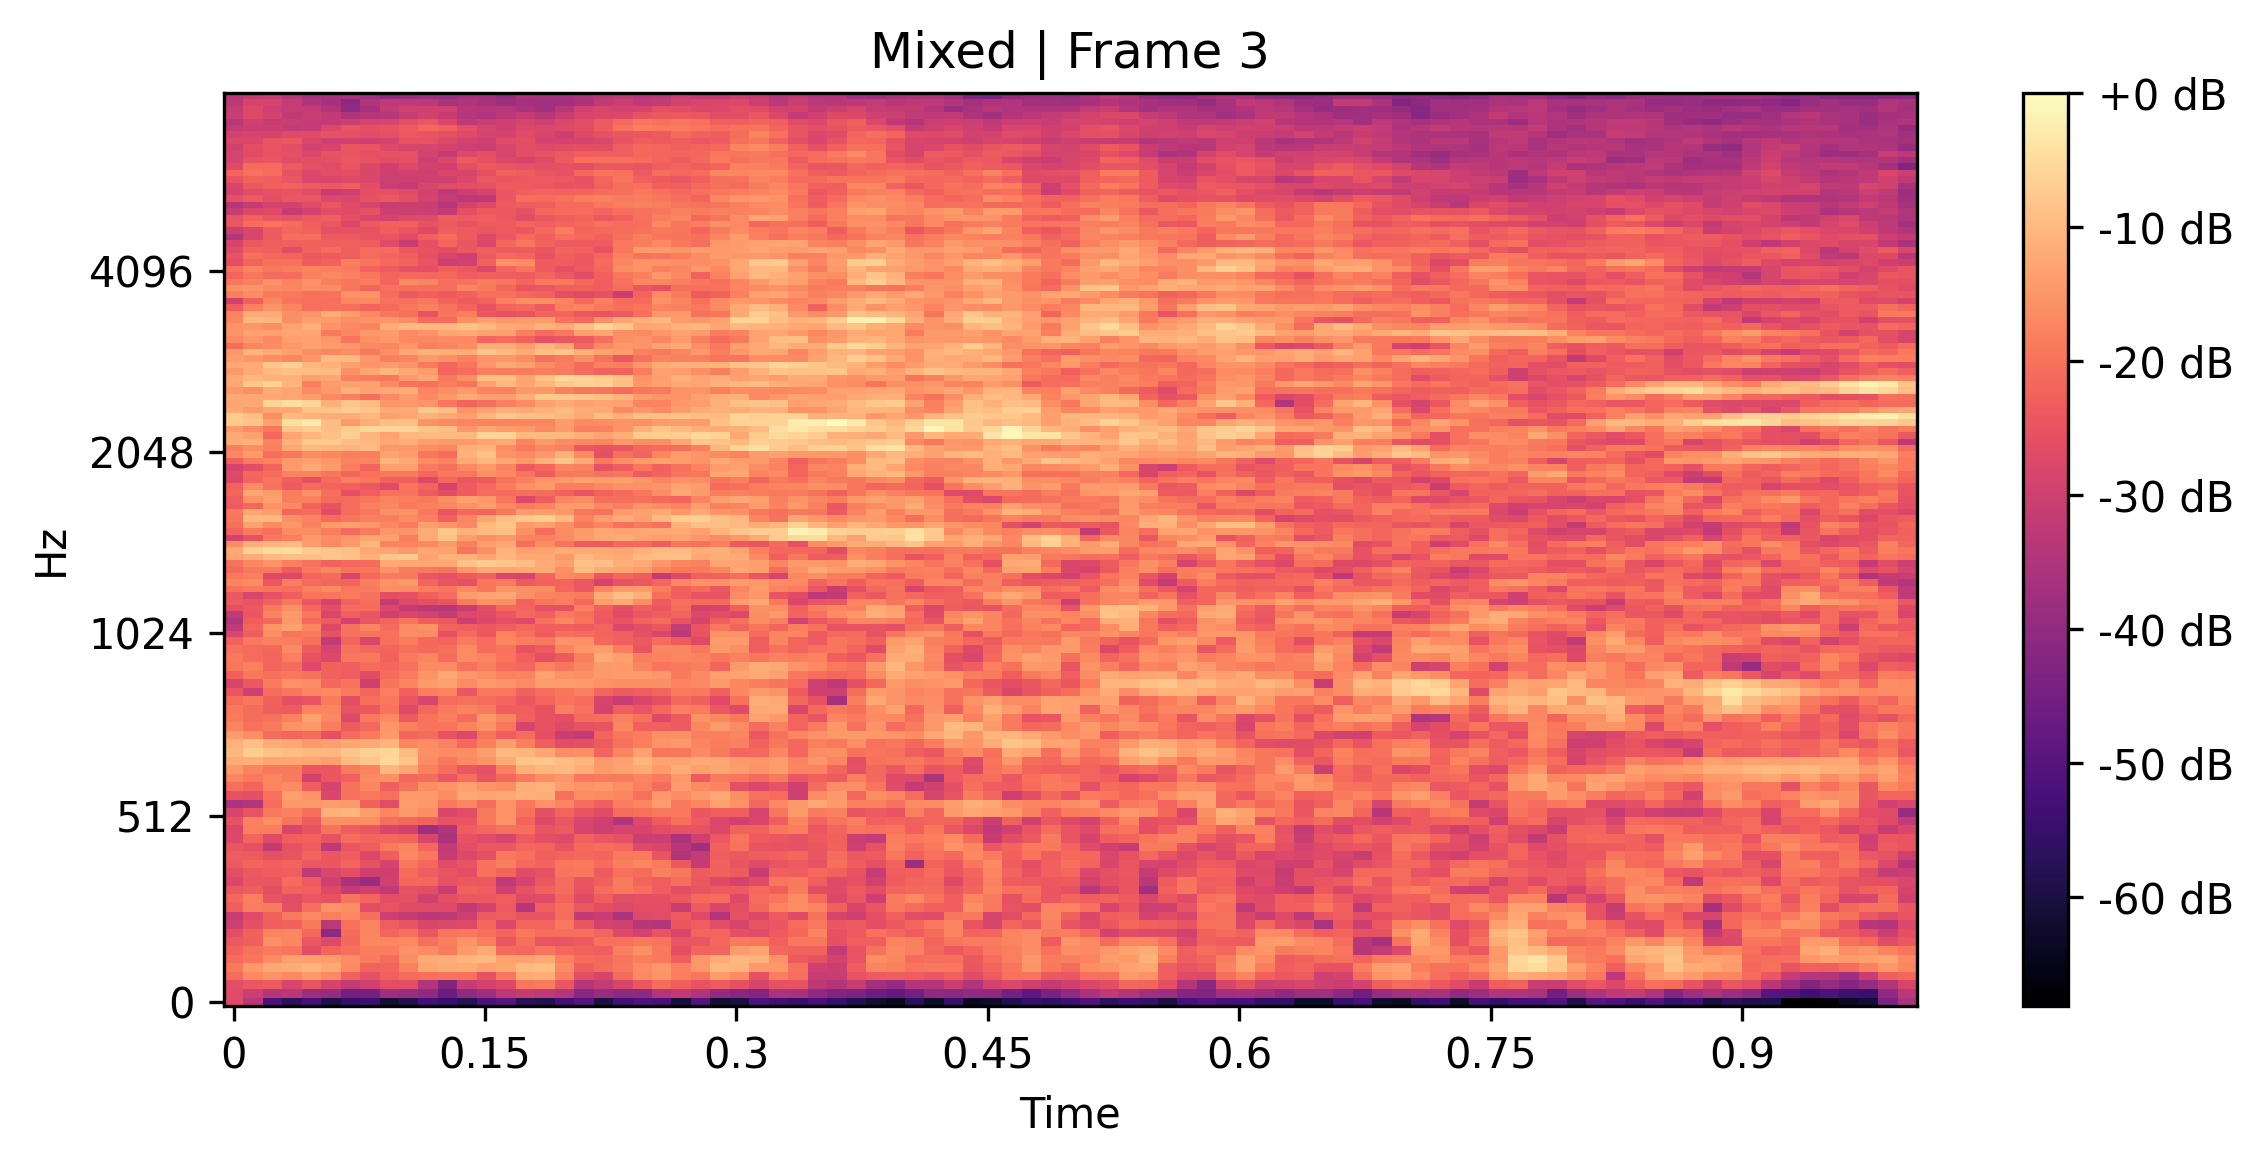 Mixed | Frame 3
Hz
4096
2048
1024
512
0
0 0.15 0.3 0.45 0.6 0.75 0.9
Time
+0 dB
-10 dB
-20 dB
-30 dB
-40 dB
-50 dB
-60 dB